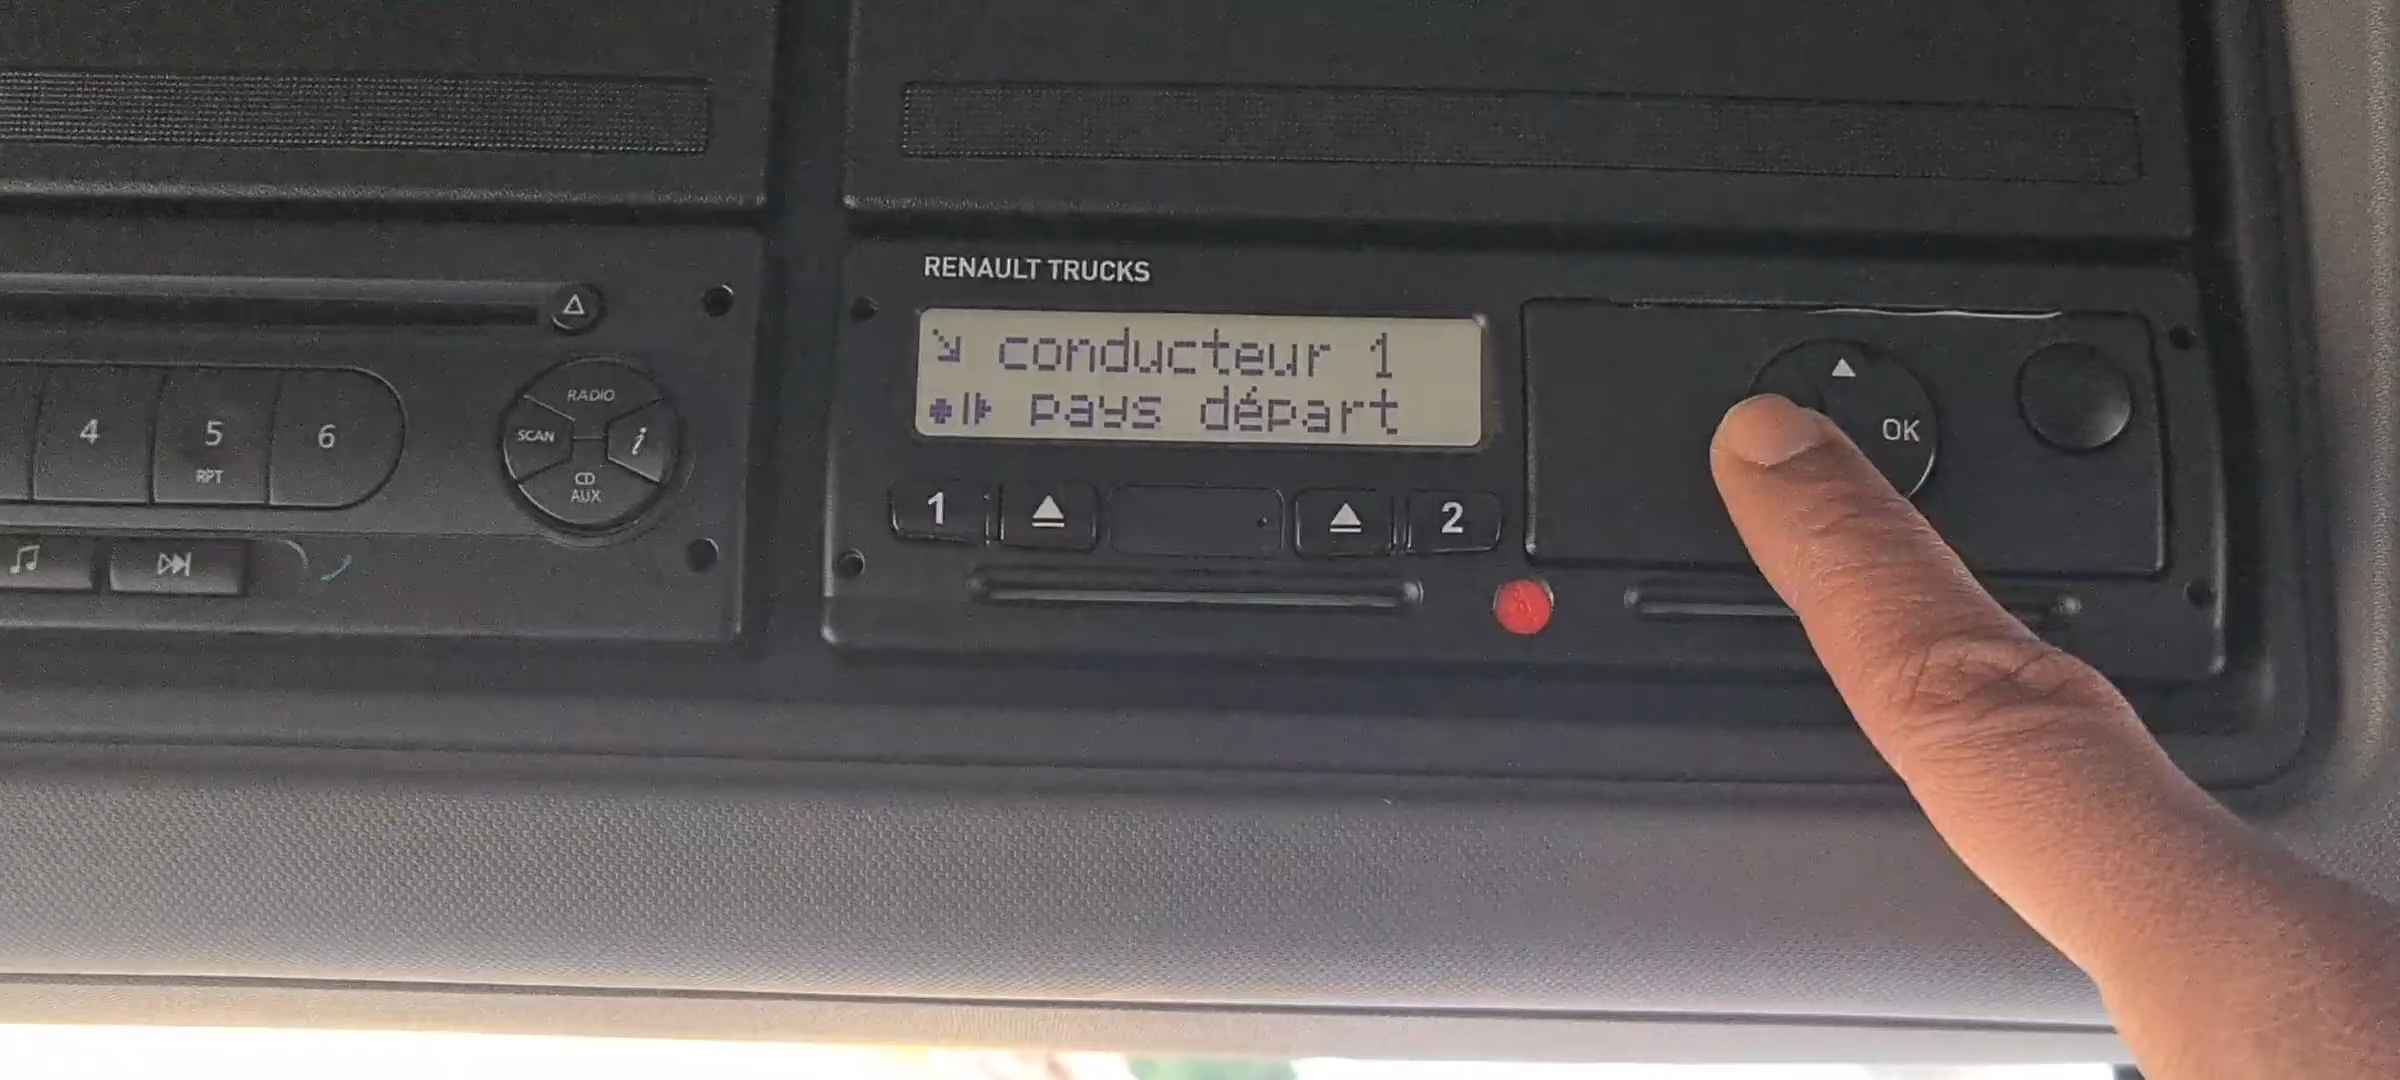 RENAULT TRUCKS
conducteur 1
pays départ
1
2
OK
RADIO
SCAN
i
CD
AUX
4
5
6
RPT